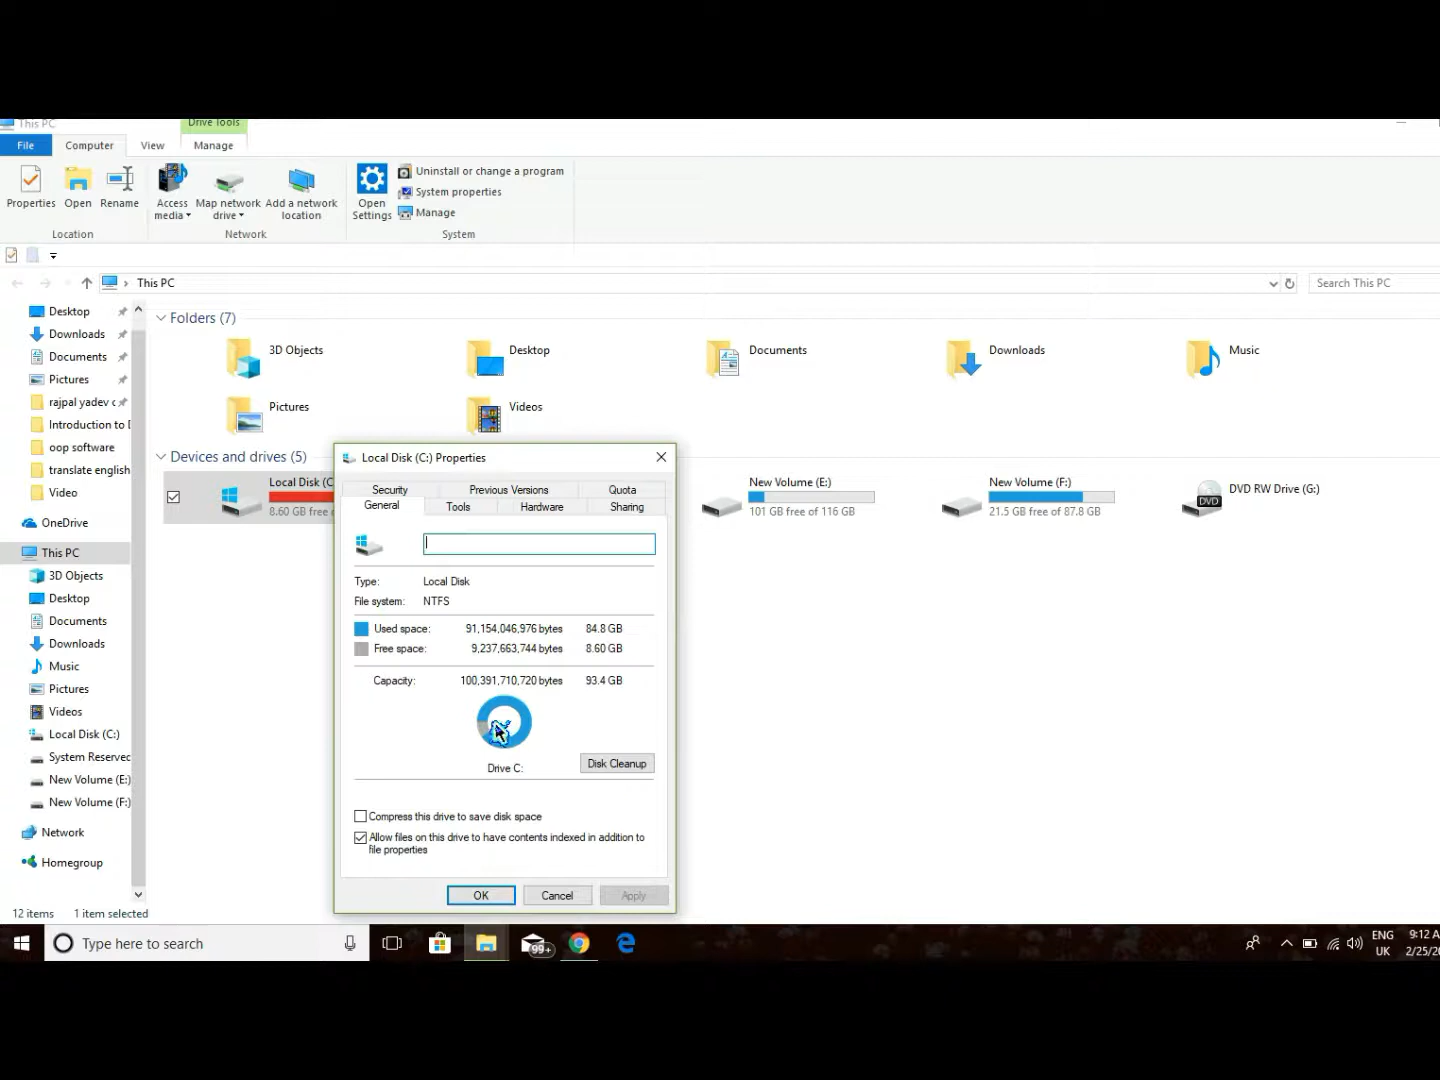 This PC
Drive Tools
File
Computer
View
Manage
Properties
Open
Rename
Access media
Map network drive
Add a network location
Open Settings
Uninstall or change a program
System properties
Manage
Location
Network
System
This PC
Search This PC
Desktop
Downloads
Documents
Pictures
rajpal yadev c
Introduction to D
oop software
translate english
Video
OneDrive
This PC
3D Objects
Desktop
Documents
Downloads
Music
Pictures
Videos
Local Disk (C:)
System Reserved
New Volume (E:)
New Volume (F:)
Network
Homegroup
Folders (7)
3D Objects
Desktop
Documents
Downloads
Music
Pictures
Videos
Devices and drives (5)
Local Disk (C
8.60 GB free
New Volume (E:)
101 GB free of 116 GB
New Volume (F:)
21.5 GB free of 87.8 GB
DVD RW Drive (G:)
DVD
Local Disk (C:) Properties
Security
Previous Versions
Quota
General
Tools
Hardware
Sharing
Type: Local Disk
File system: NTFS
Used space: 91,154,046,976 bytes 84.8 GB
Free space: 9,237,663,744 bytes 8.60 GB
Capacity: 100,391,710,720 bytes 93.4 GB
Drive C:
Disk Cleanup
Compress this drive to save disk space
Allow files on this drive to have contents indexed in addition to
file properties
OK
Cancel
Apply
12 items
1 item selected
Type here to search
99+
ENG
UK
9:12 A
2/25/20